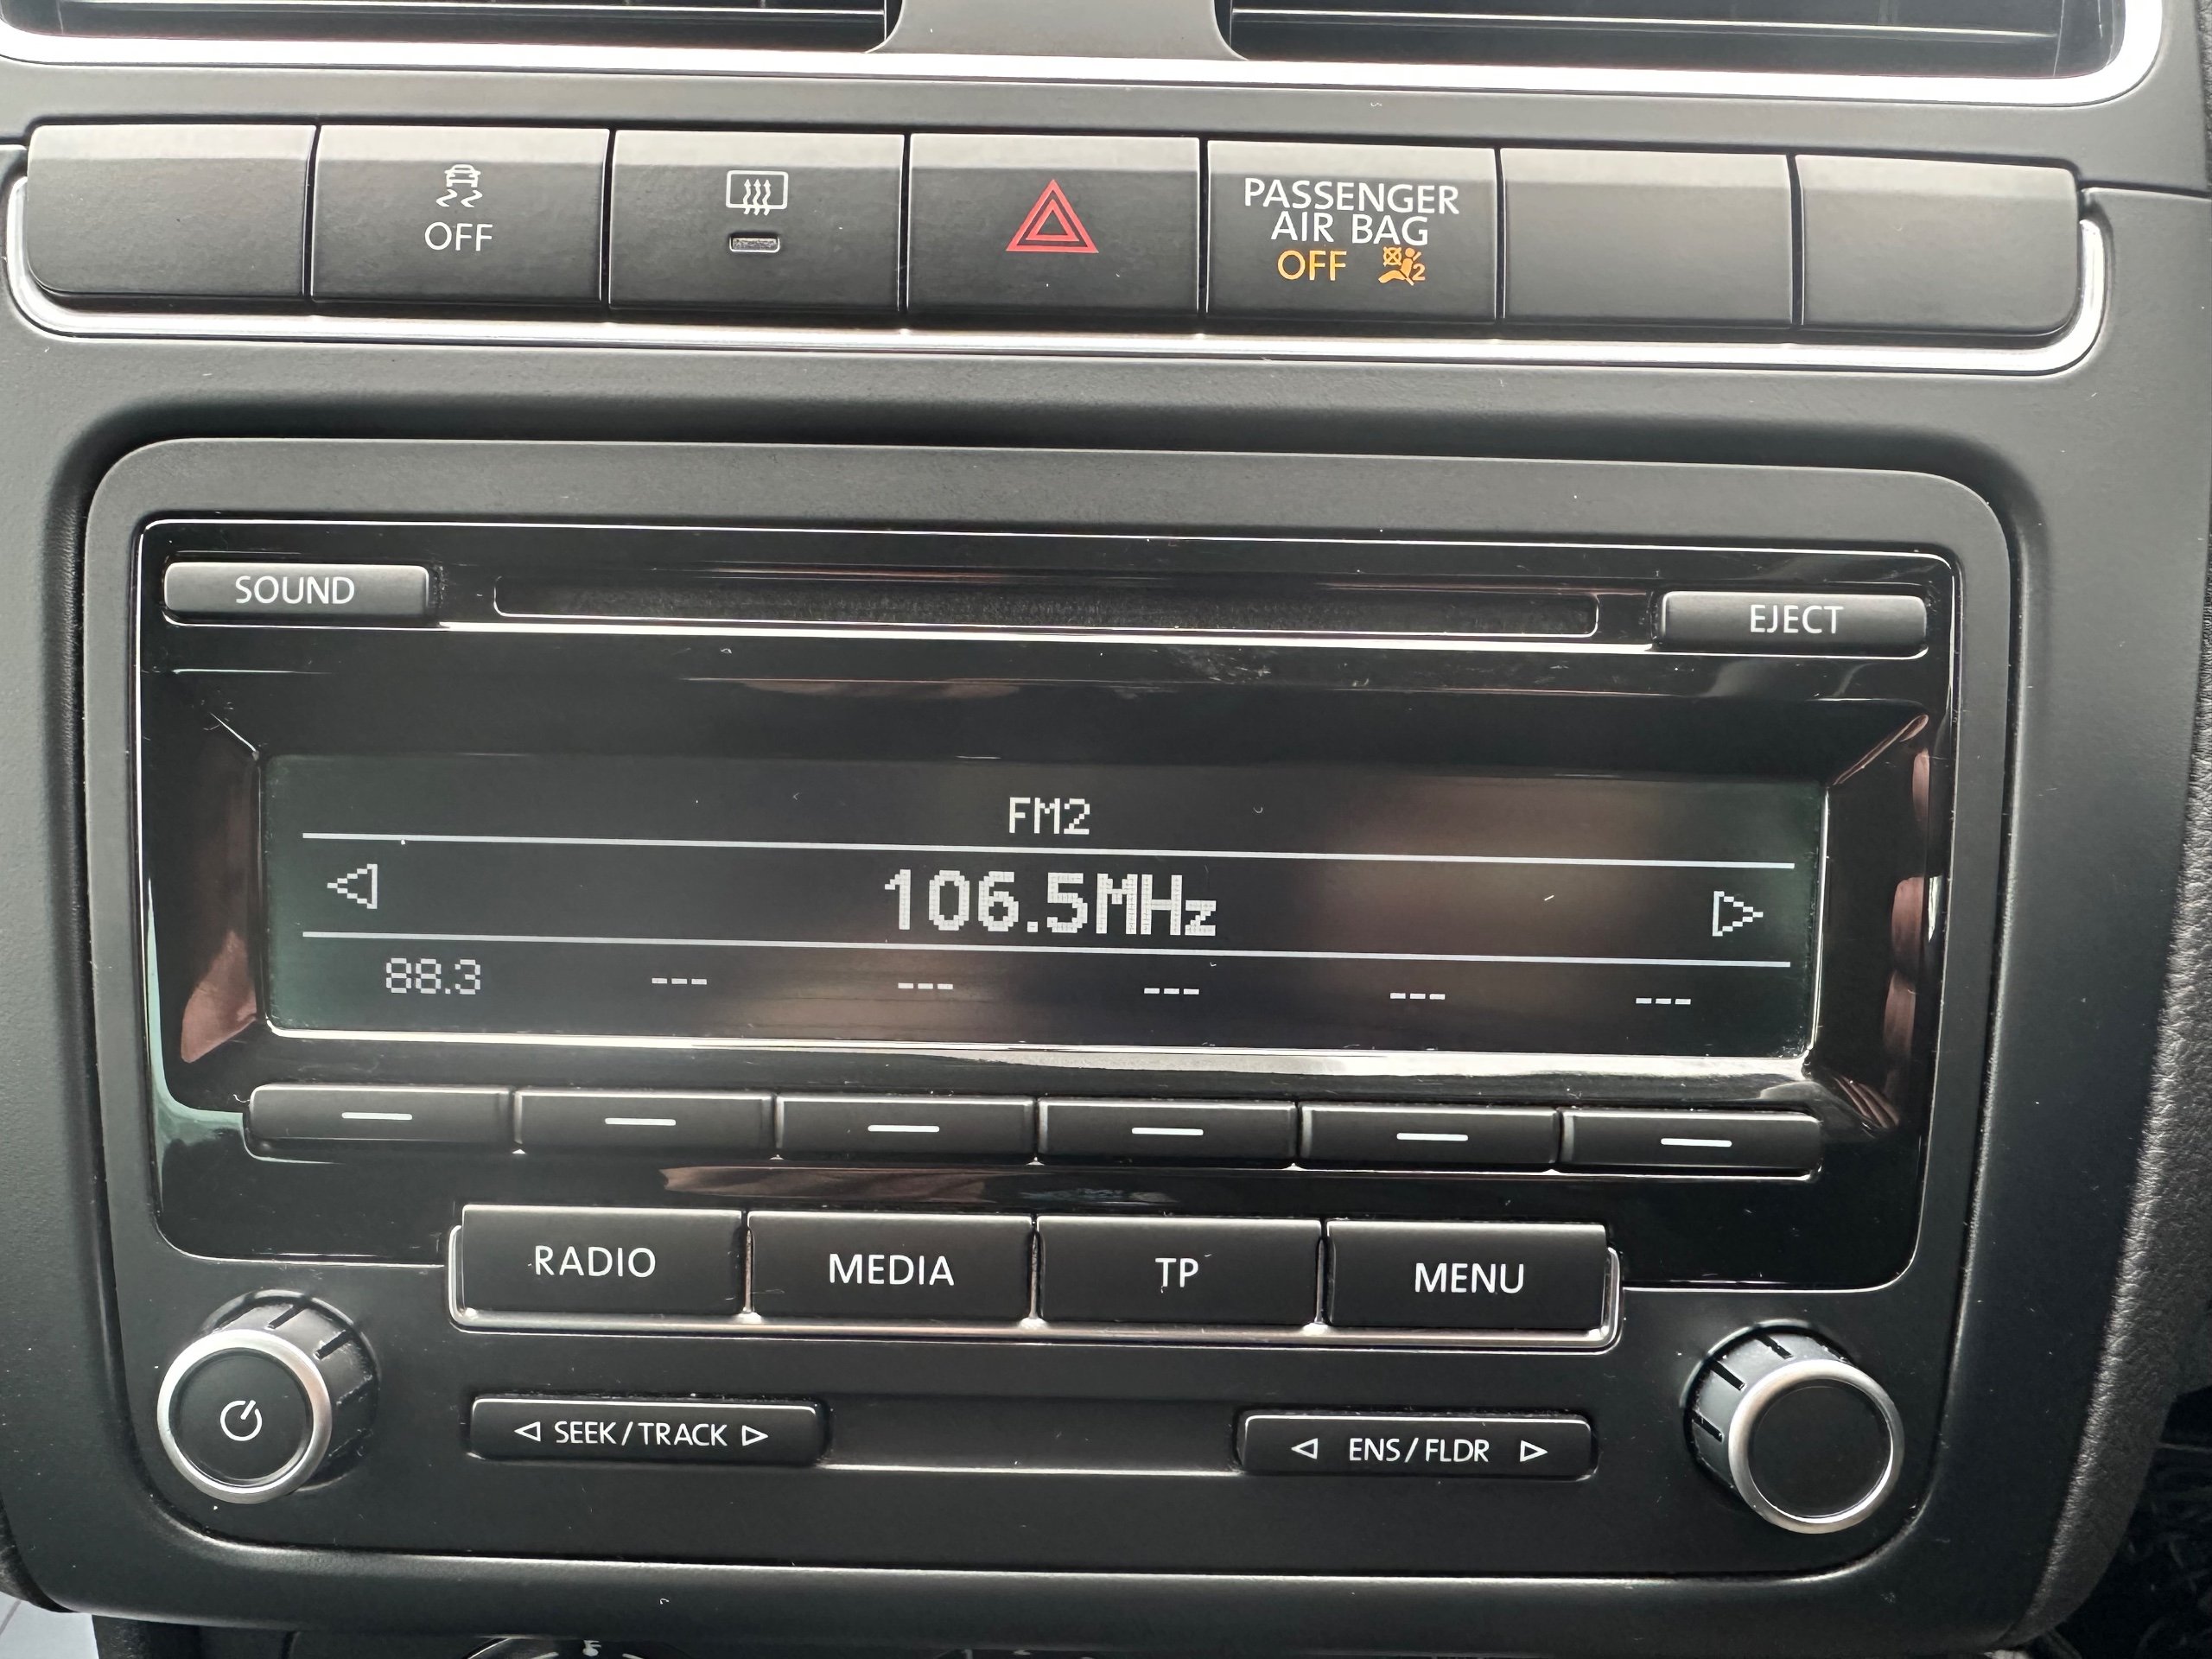 OFF
PASSENGER
AIR BAG
OFF 2
SOUND
EJECT
FM2
106.5MHz
88.3 --- --- --- --- ---
RADIO MEDIA TP MENU
SEEK/TRACK
ENS/FLDR